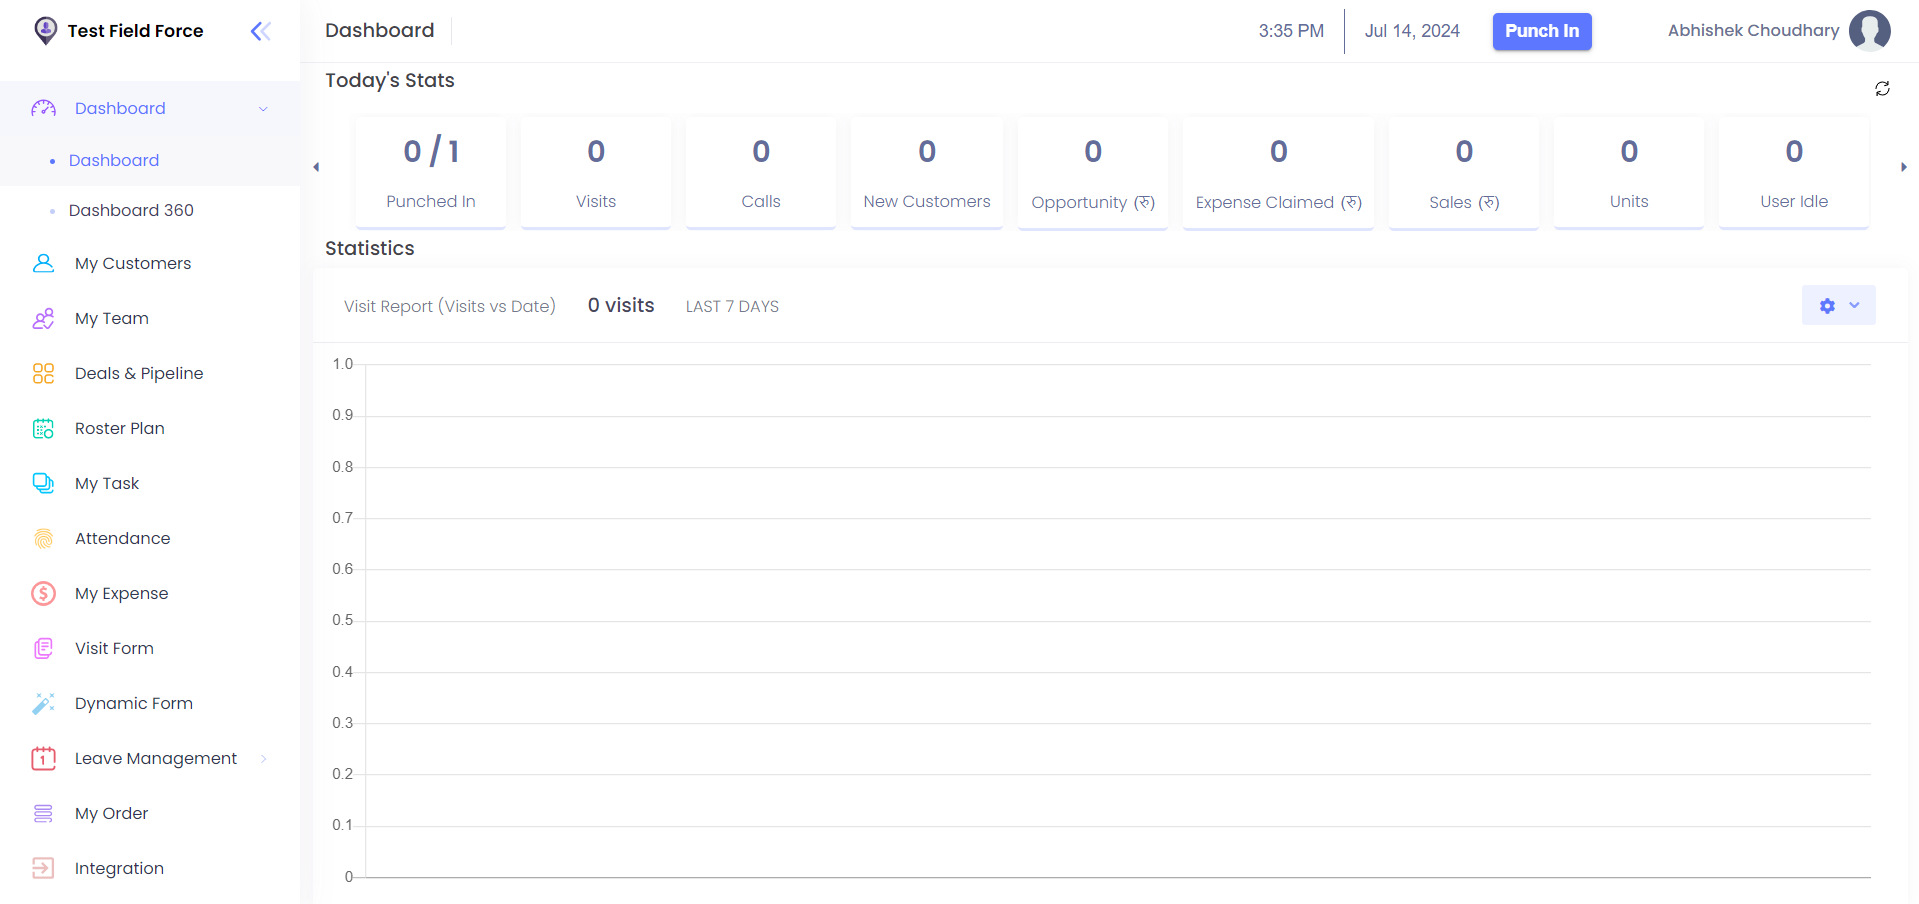 Test Field Force
Dashboard
3:35 PM
Jul 14, 2024
Punch In
Abhishek Choudhary
Dashboard
Dashboard
Dashboard 360
My Customers
My Team
Deals & Pipeline
Roster Plan
My Task
Attendance
My Expense
Visit Form
Dynamic Form
Leave Management
My Order
Integration
Today's Stats
0 / 1
Punched In
0
Visits
0
Calls
0
New Customers
0
Opportunity (रु)
0
Expense Claimed (रु)
0
Sales (रु)
0
Units
0
User Idle
Statistics
Visit Report (Visits vs Date) 0 visits LAST 7 DAYS
1.0
0.9
0.8
0.7
0.6
0.5
0.4
0.3
0.2
0.1
0